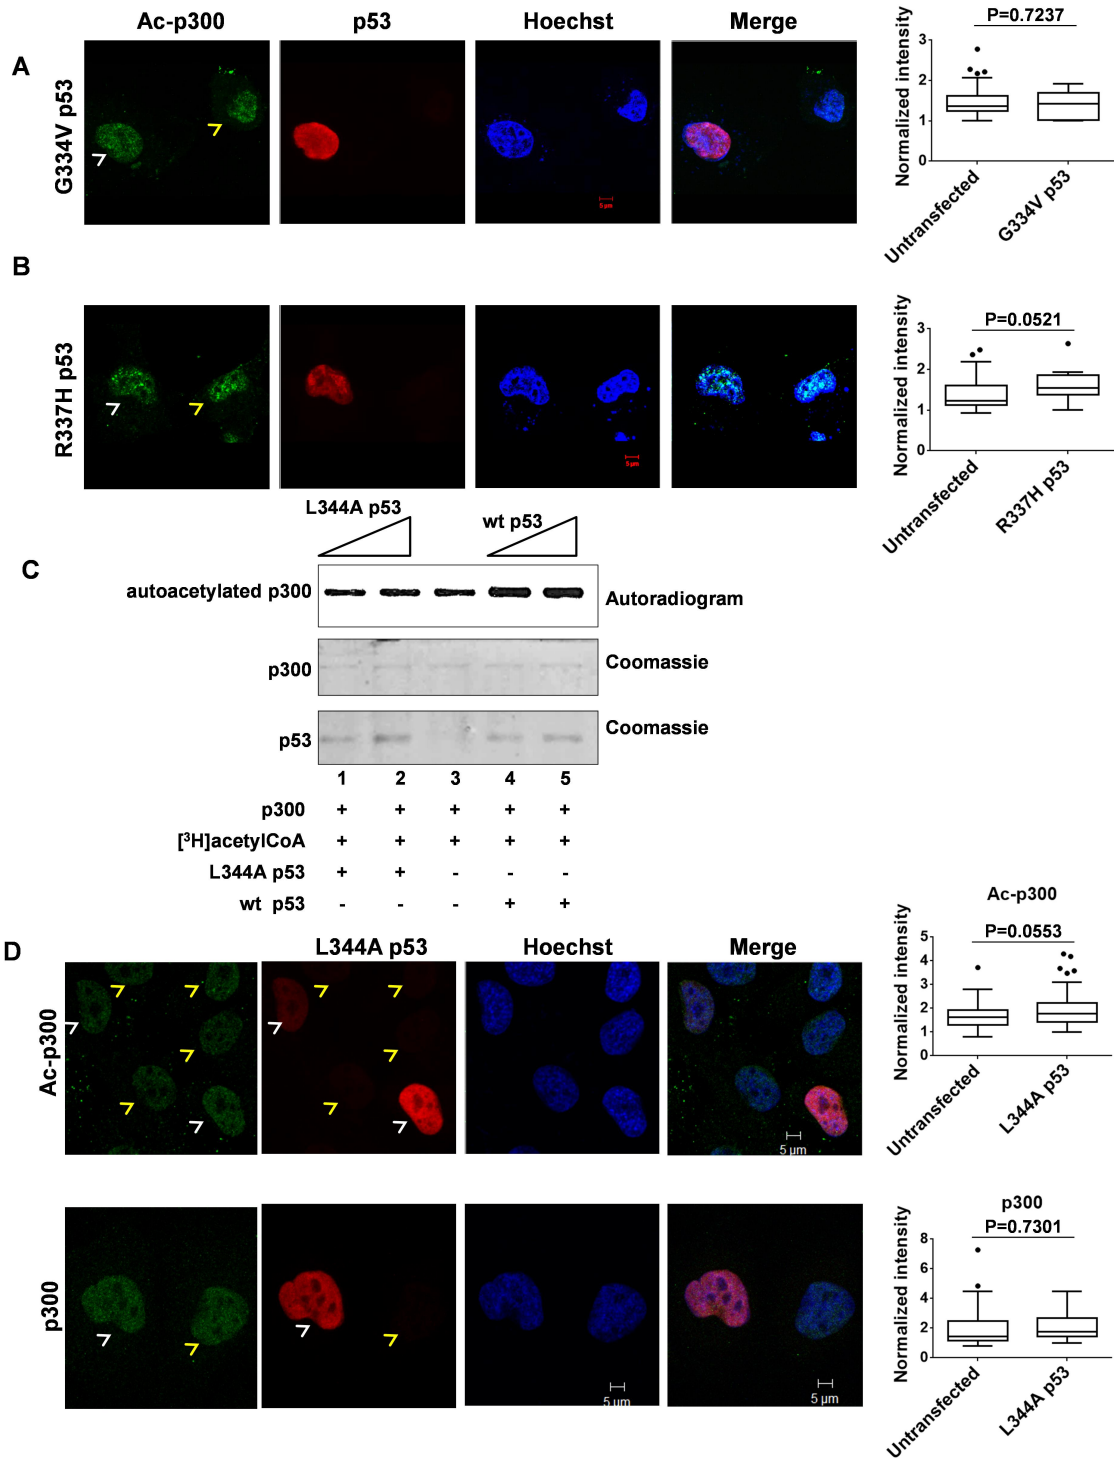 Ac-p300 p53 Hoechst Merge
P=0.7237
A
G334V p53
5 µm
Normalized intensity
3
2
1
0
Untransfected
G334V p53
B
R337H p53
5 µm
P=0.0521
Normalized intensity
3
2
1
0
Untransfected
R337H p53
C
L344A p53 wt p53
autoacetylated p300 Autoradiogram
p300 Coomassie
p53 Coomassie
1 2 3 4 5
p300 + + + + +
[³H]acetylCoA + + + + +
L344A p53 + + - - -
wt p53 - - - + +
D
L344A p53 Hoechst Merge
Ac-p300
5 µm
Ac-p300
P=0.0553
Normalized intensity
5
4
3
2
1
0
Untransfected
L344A p53
p300
5 µm
5 µm
p300
P=0.7301
Normalized intensity
8
6
4
2
0
Untransfected
L344A p53